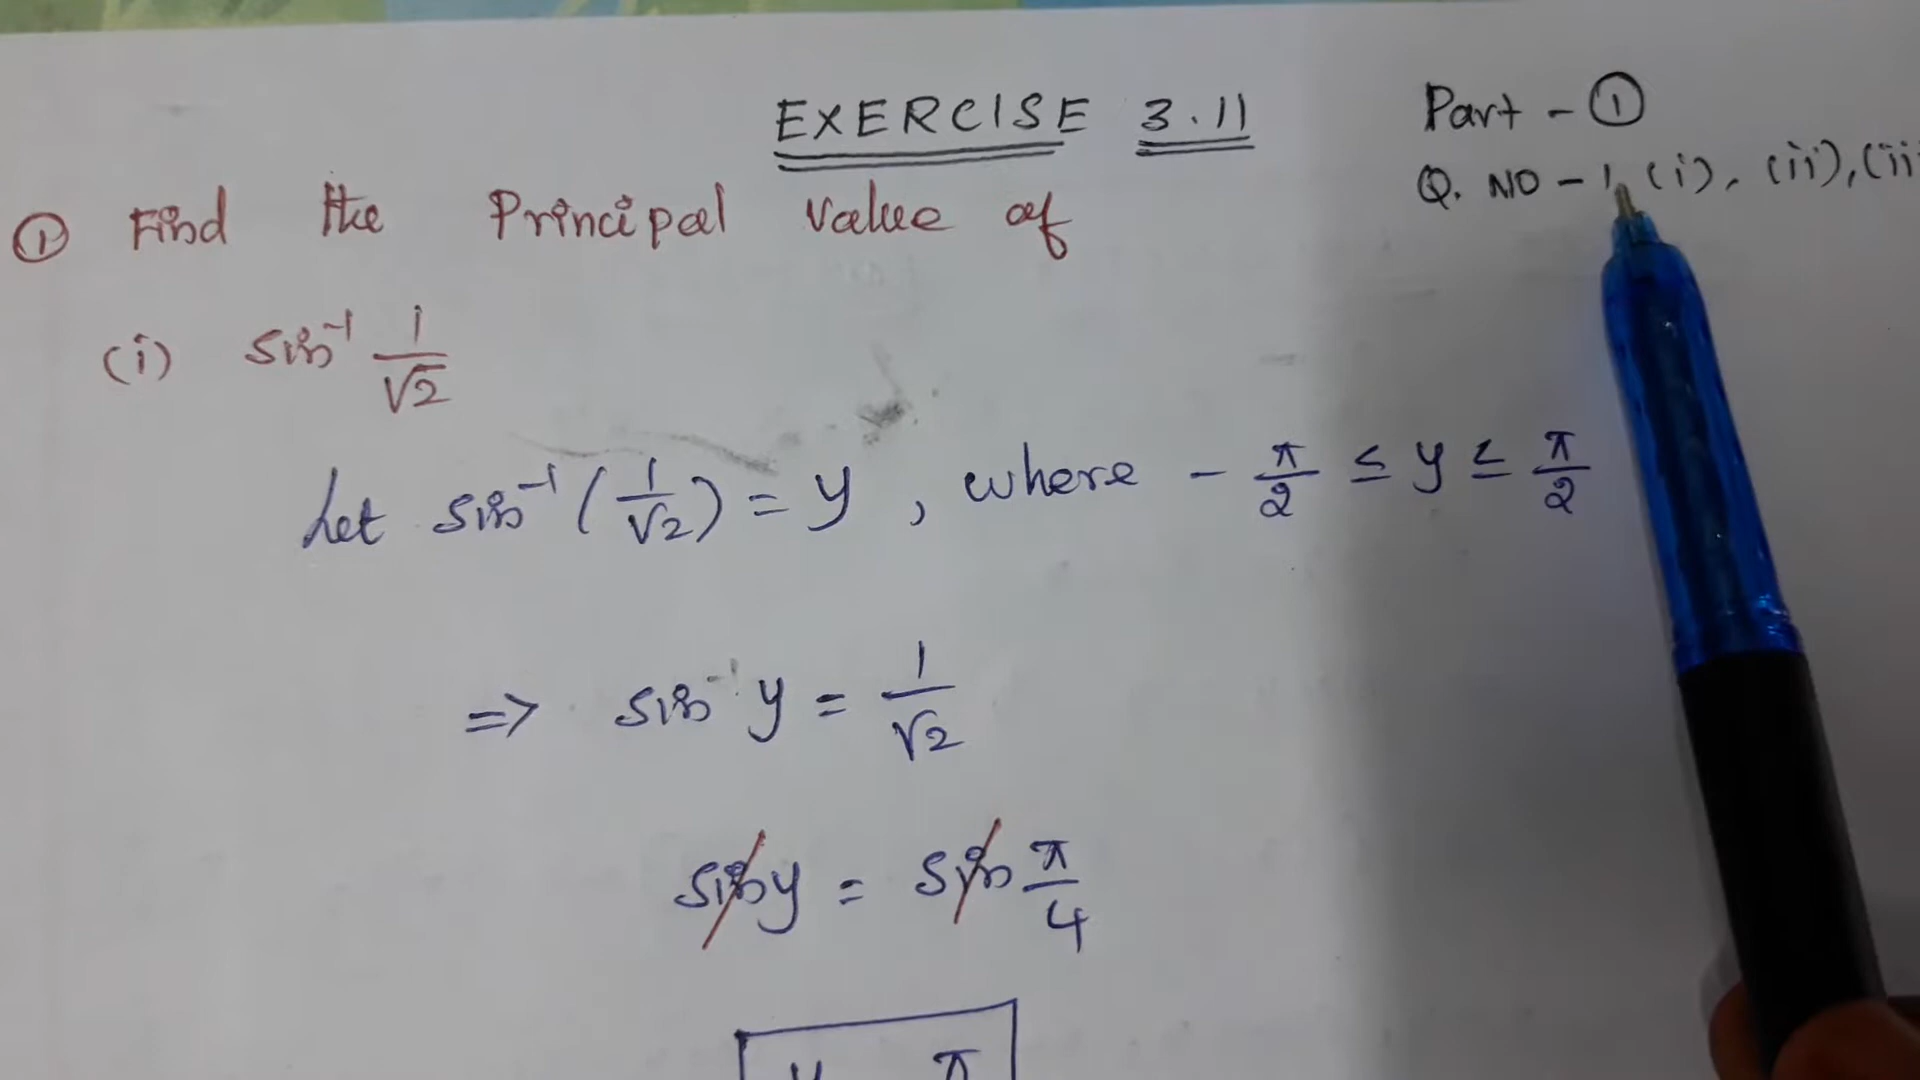 EXERCISE 3.11
Part - ①
Q. NO - 1, (i), (ii), (ii
① Find the Principal Value of
(i) sin⁻¹ 1/√2
Let sin⁻¹ (1/√2) = y , where - π/2 ≤ y ≤ π/2
=> sin y = 1/√2
sin y = sin π/4
y π